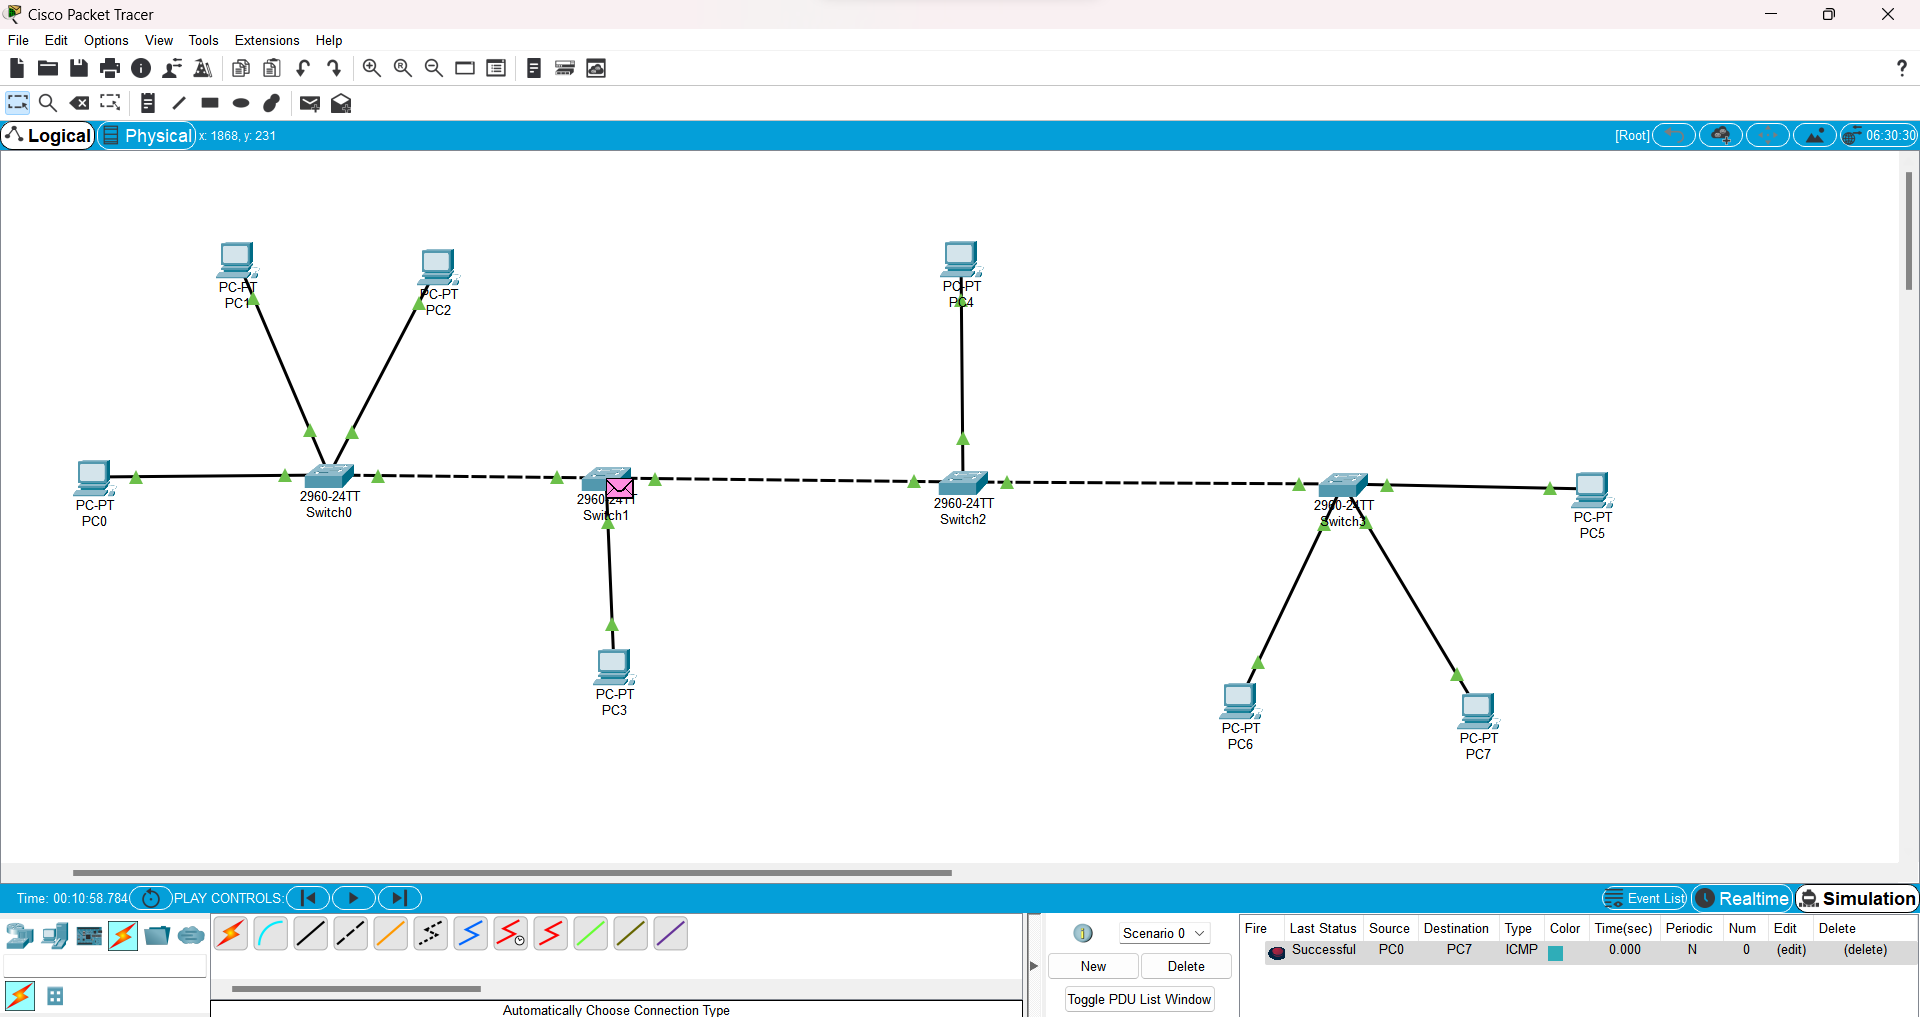 Cisco Packet Tracer
File Edit Options View Tools Extensions Help
?
Logical Physical x: 1868, y: 231 [Root] 06:30:30
PC-PT
PC1
PC-PT
PC2
PC-PT
PC4
PC-PT
PC0
2960-24TT
Switch0
2960-24TT
Switch1
2960-24TT
Switch2
2960-24TT
Switch3
PC-PT
PC5
PC-PT
PC3
PC-PT
PC6
PC-PT
PC7
Time: 00:10:58.784 PLAY CONTROLS: Event List Realtime Simulation
Scenario 0
New Delete
Toggle PDU List Window
Fire Last Status Source Destination Type Color Time(sec) Periodic Num Edit Delete
Successful PC0 PC7 ICMP 0.000 N 0 (edit) (delete)
Automatically Choose Connection Type